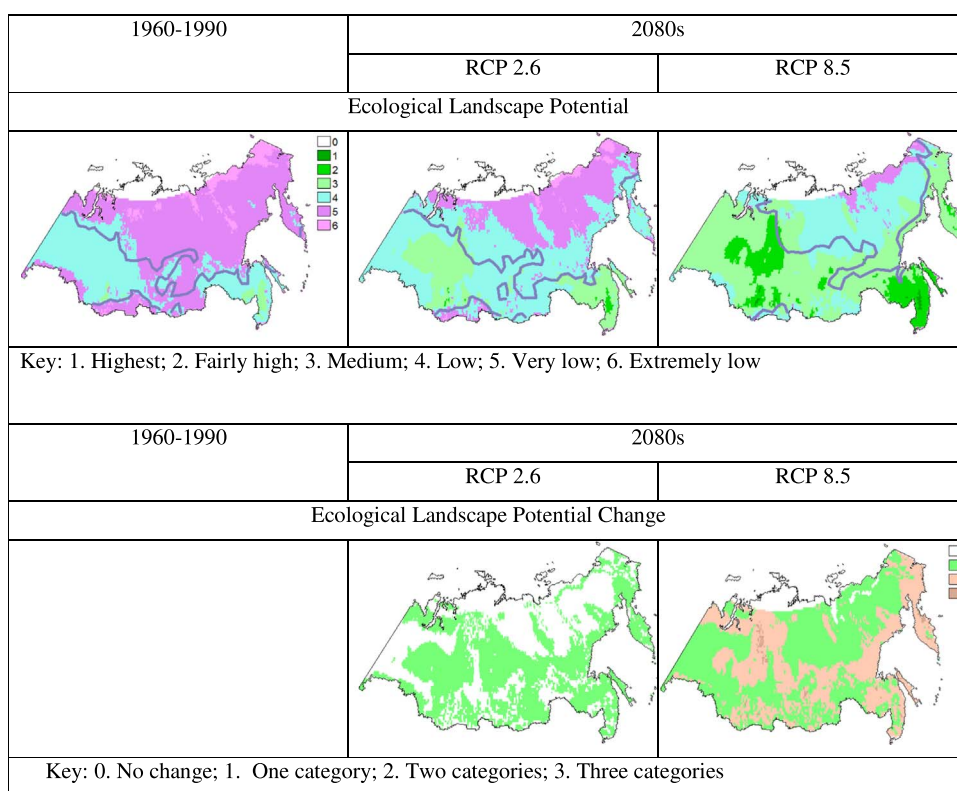 1960-1990
2080s
RCP 2.6
RCP 8.5
Ecological Landscape Potential
0
1
2
3
4
5
6
Key: 1. Highest; 2. Fairly high; 3. Medium; 4. Low; 5. Very low; 6. Extremely low
1960-1990
2080s
RCP 2.6
RCP 8.5
Ecological Landscape Potential Change
Key: 0. No change; 1. One category; 2. Two categories; 3. Three categories